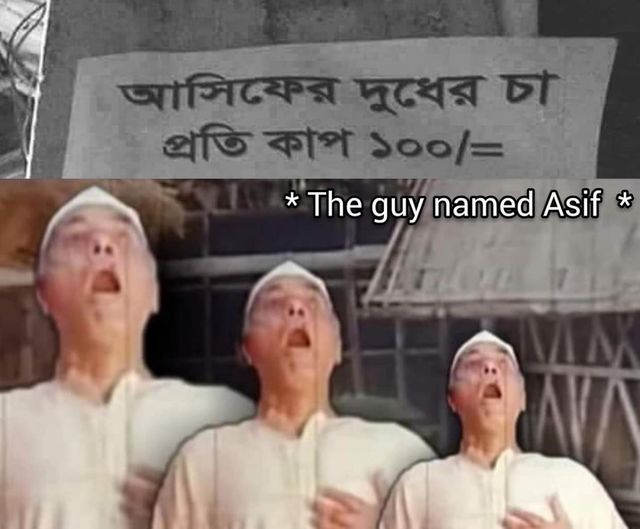 আসিফের দুধের চা
প্রতি কাপ ১০০/=
* The guy named Asif *